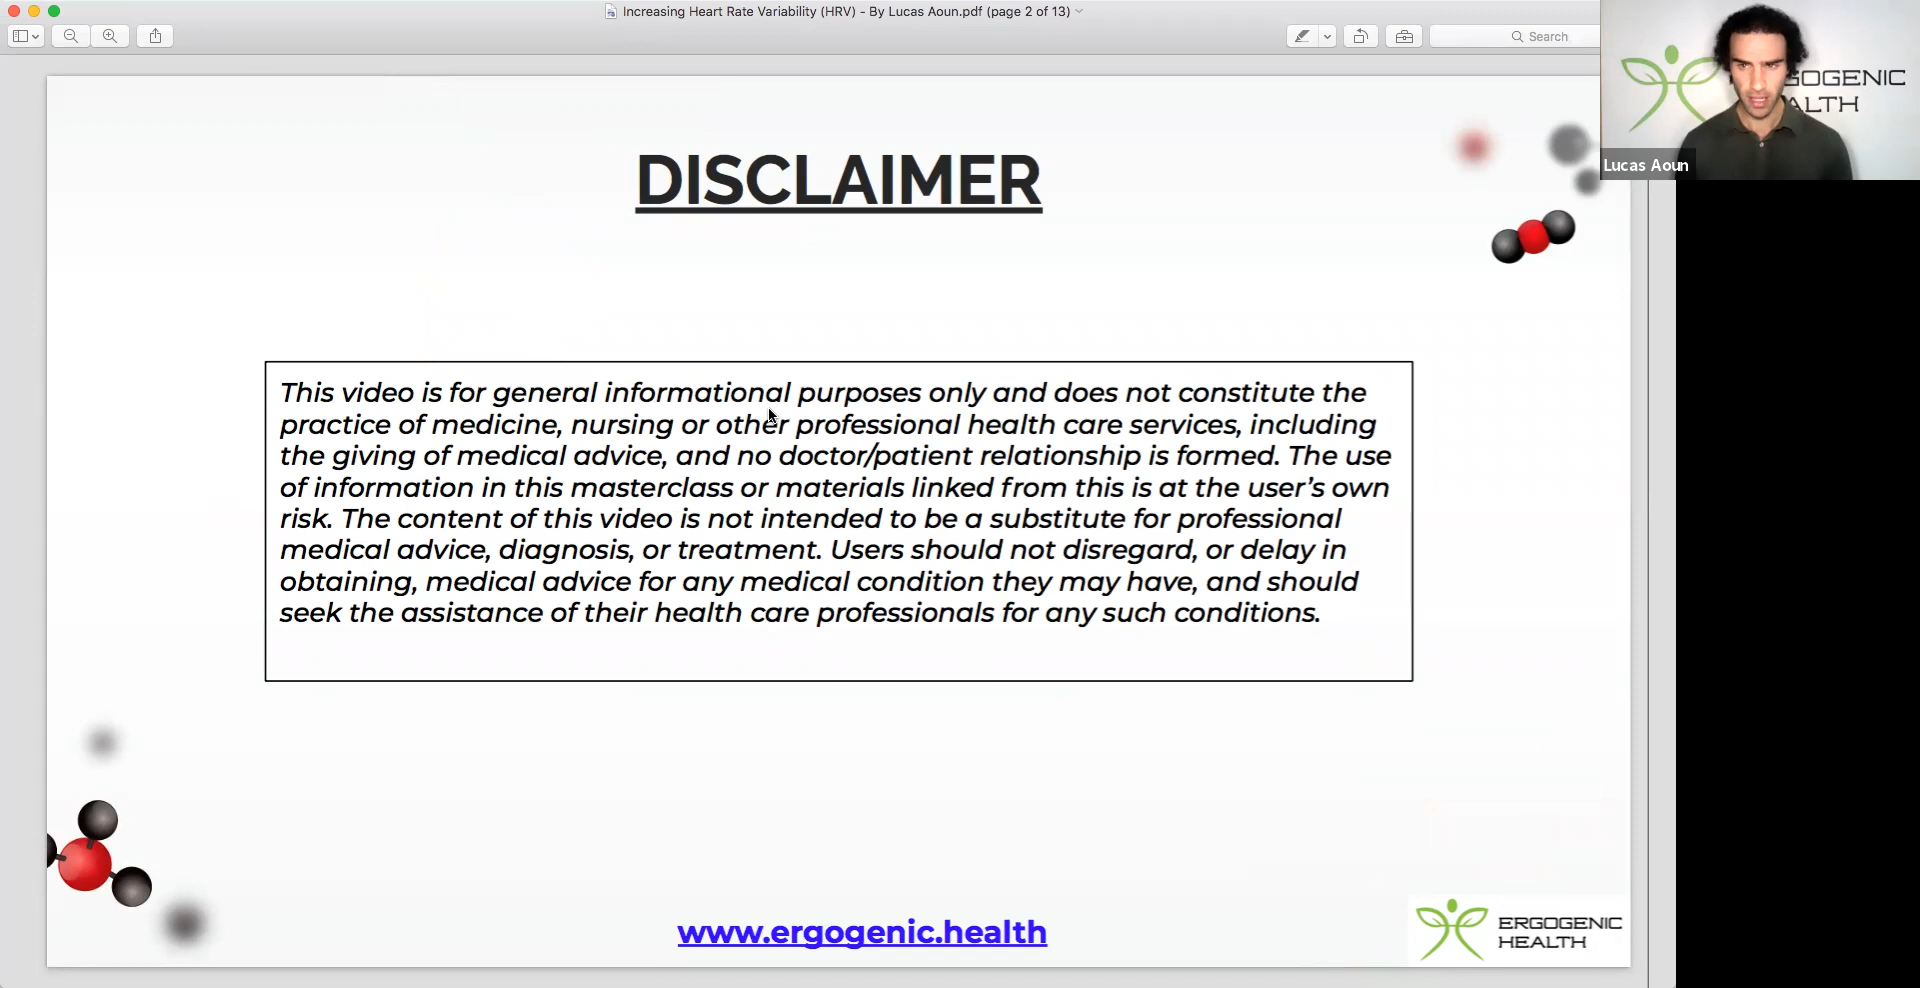 Increasing Heart Rate Variability (HRV) - By Lucas Aoun.pdf (page 2 of 13)
Search
GOGENIC
ALTH
Lucas Aoun
DISCLAIMER
This video is for general informational purposes only and does not constitute the
practice of medicine, nursing or other professional health care services, including
the giving of medical advice, and no doctor/patient relationship is formed. The use
of information in this masterclass or materials linked from this is at the user’s own
risk. The content of this video is not intended to be a substitute for professional
medical advice, diagnosis, or treatment. Users should not disregard, or delay in
obtaining, medical advice for any medical condition they may have, and should
seek the assistance of their health care professionals for any such conditions.
www.ergogenic.health
ERGOGENIC
HEALTH